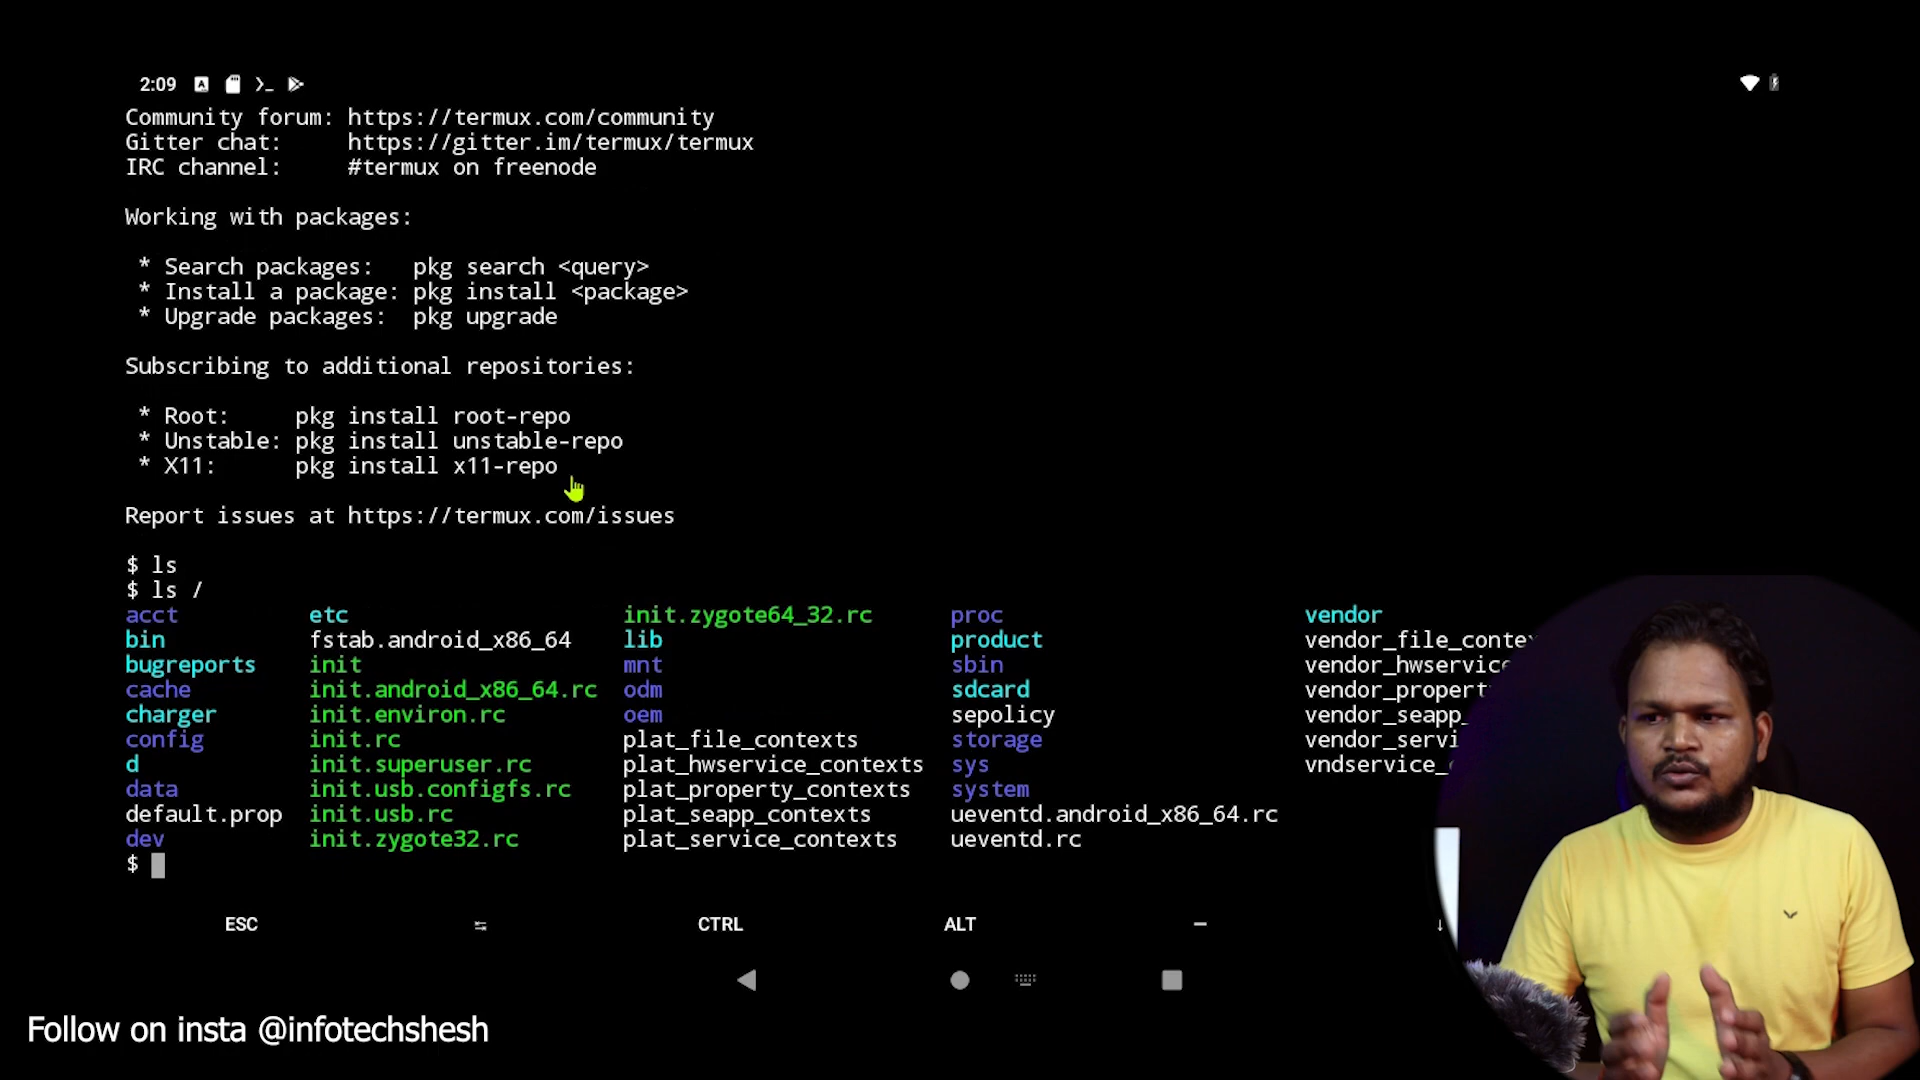 2:09
Community forum: https://termux.com/community
Gitter chat: https://gitter.im/termux/termux
IRC channel: #termux on freenode
Working with packages:
* Search packages: pkg search <query>
* Install a package: pkg install <package>
* Upgrade packages: pkg upgrade
Subscribing to additional repositories:
* Root: pkg install root-repo
* Unstable: pkg install unstable-repo
* X11: pkg install x11-repo
Report issues at https://termux.com/issues
$ ls
$ ls /
acct etc init.zygote64_32.rc proc vendor
bin fstab.android_x86_64 lib product vendor_file_contex
bugreports init mnt sbin vendor_hwservice
cache init.android_x86_64.rc odm sdcard vendor_propert
charger init.environ.rc oem sepolicy vendor_seapp_
config init.rc plat_file_contexts storage vendor_servi
d init.superuser.rc plat_hwservice_contexts sys vndservice_
data init.usb.configfs.rc plat_property_contexts system
default.prop init.usb.rc plat_seapp_contexts ueventd.android_x86_64.rc
dev init.zygote32.rc plat_service_contexts ueventd.rc
$
ESC CTRL ALT –
Follow on insta @infotechshesh